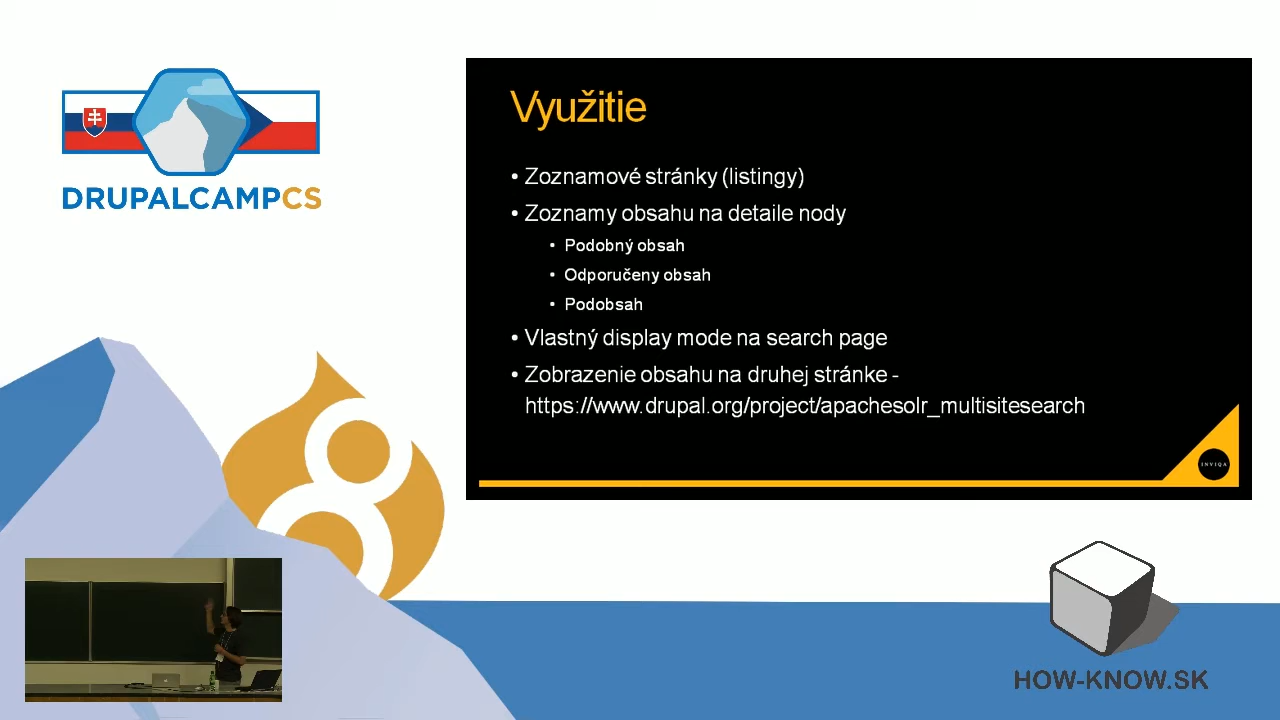 DRUPALCAMPCS
Využitie
• Zoznamové stránky (listingy)
• Zoznamy obsahu na detaile nody
• Podobný obsah
• Odporučeny obsah
• Podobsah
• Vlastný display mode na search page
• Zobrazenie obsahu na druhej stránke -
https://www.drupal.org/project/apachesolr_multisitesearch
INVIQA
HOW-KNOW.SK